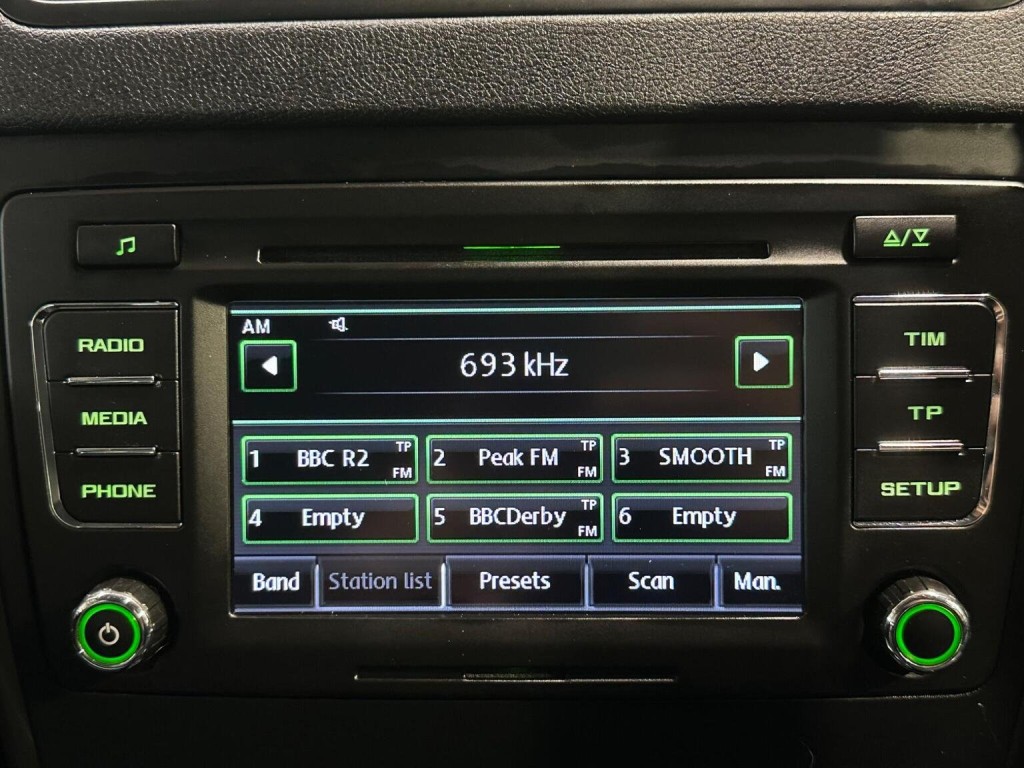 RADIO
MEDIA
PHONE
AM
693 kHz
1 BBC R2 TP FM
2 Peak FM TP FM
3 SMOOTH TP FM
4 Empty
5 BBCDerby TP FM
6 Empty
Band Station list Presets Scan Man.
TIM
TP
SETUP